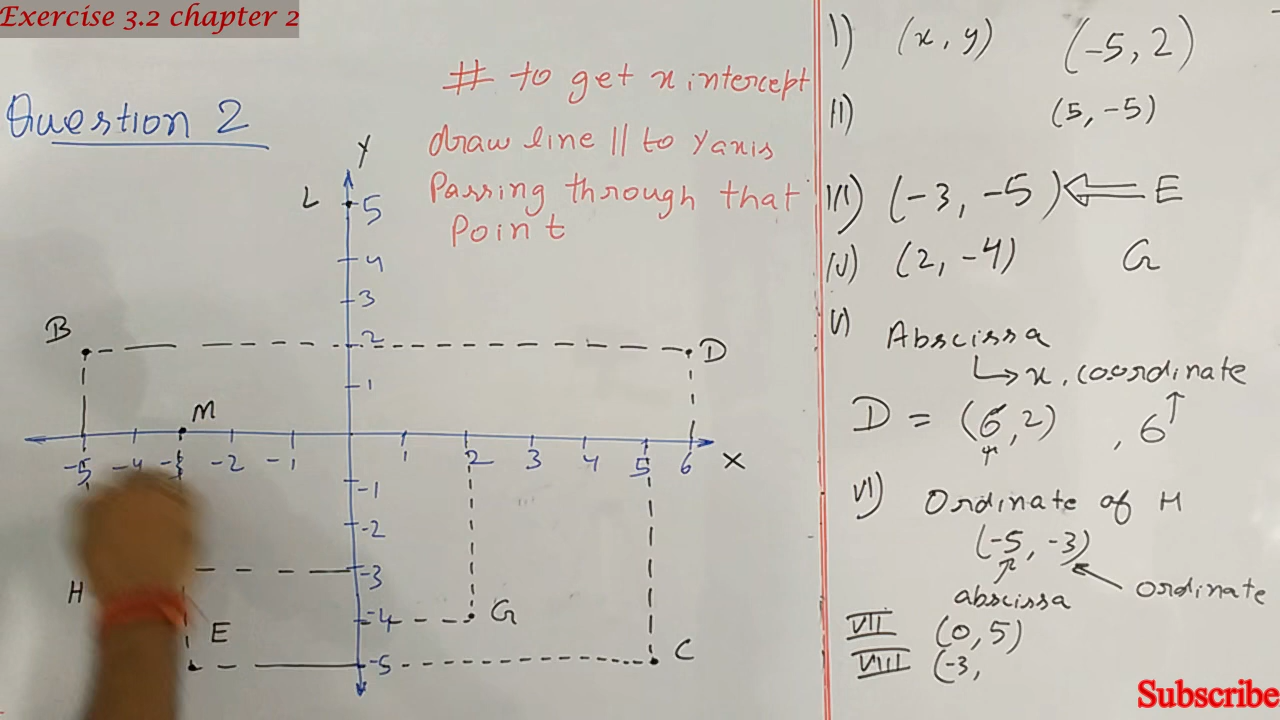 Exercise 3.2 chapter 2
Question 2
# to get x intercept
draw line || to Y axis
Passing through that
Point
Y
L
5
4
3
B
2
D
1
M
-5 -4 -3 -2 -1 1 2 3 4 5 6 X
-1
-2
-3
H
-4
G
E
-5
C
I) (x, y) (-5, 2)
II) (5, -5)
III) (-3, -5) E
IV) (2, -4) G
V) Abscissa
x. coordinate
D = (6, 2) , 6
VI) Ordinate of H
(-5, -3)
abscissa ordinate
VII (0, 5)
VIII (-3,
Subscribe